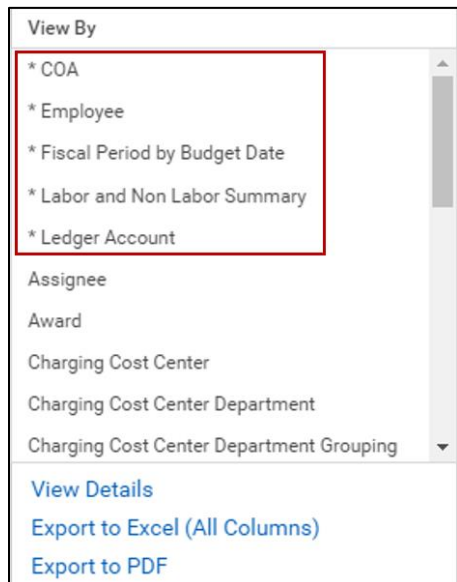 View By
* COA
* Employee
* Fiscal Period by Budget Date
* Labor and Non Labor Summary
* Ledger Account
Assignee
Award
Charging Cost Center
Charging Cost Center Department
Charging Cost Center Department Grouping
View Details
Export to Excel (All Columns)
Export to PDF